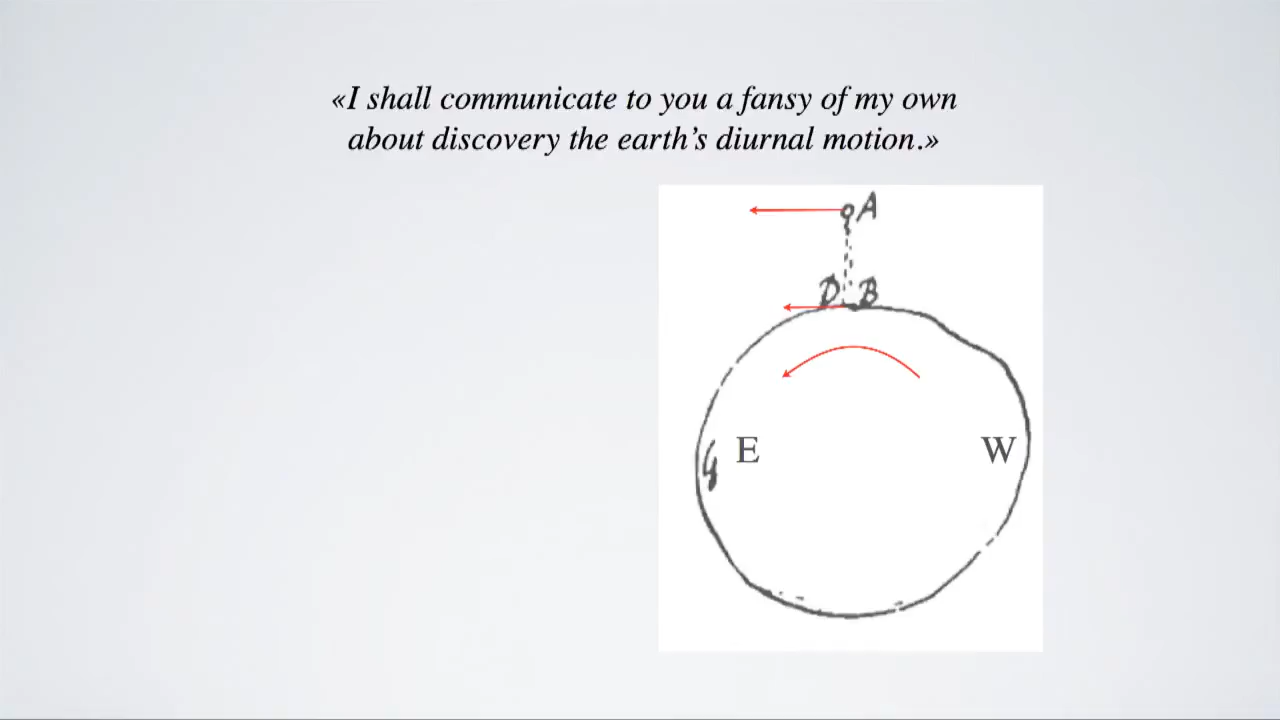 «I shall communicate to you a fansy of my own
about discovery the earth's diurnal motion.»
A
D B
E W